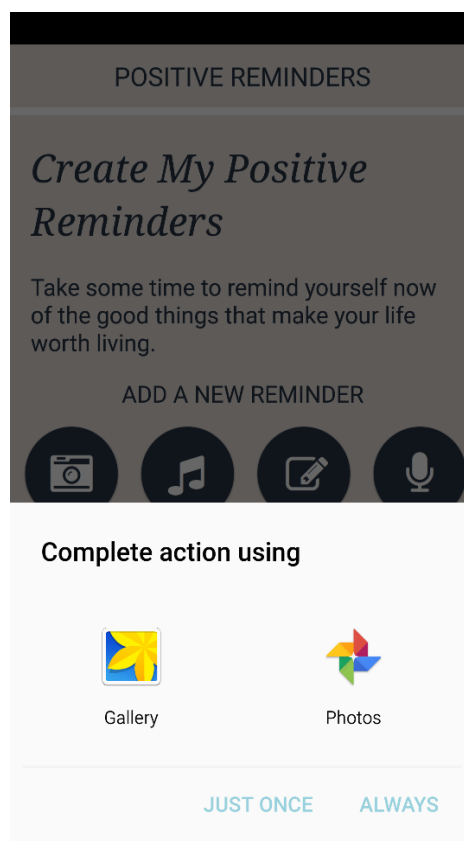 POSITIVE REMINDERS
Create My Positive
Reminders
Take some time to remind yourself now
of the good things that make your life
worth living.
ADD A NEW REMINDER
Complete action using
Gallery
Photos
JUST ONCE
ALWAYS